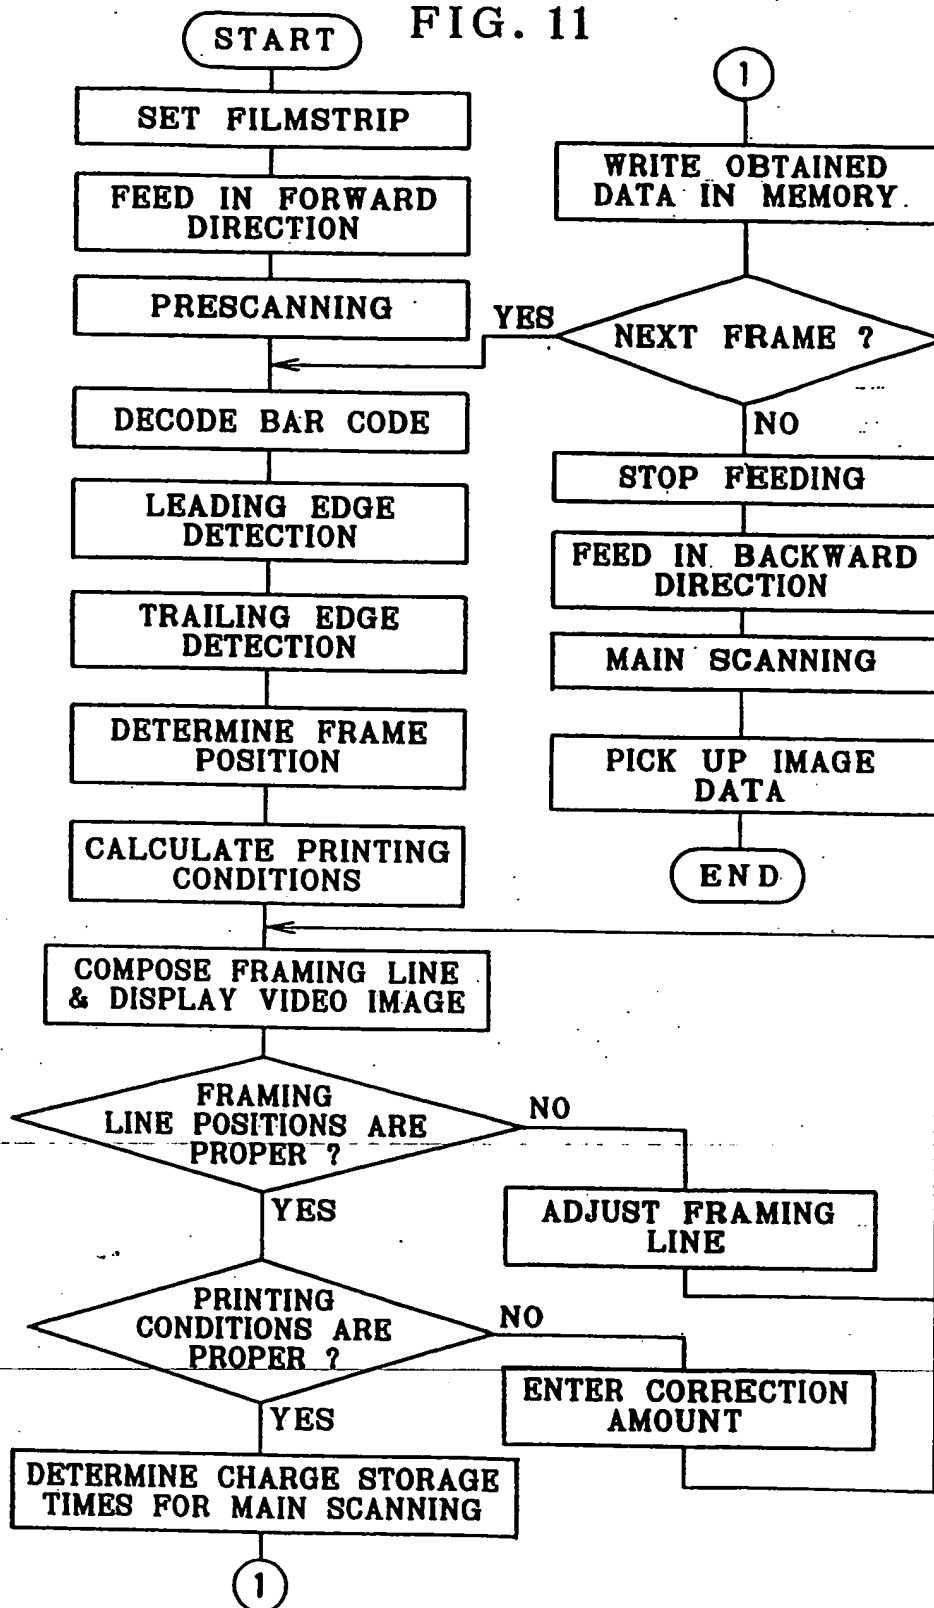 FIG. 11
START
SET FILMSTRIP
FEED IN FORWARD
DIRECTION
PRESCANNING
DECODE BAR CODE
LEADING EDGE
DETECTION
TRAILING EDGE
DETECTION
DETERMINE FRAME
POSITION
CALCULATE PRINTING
CONDITIONS
COMPOSE FRAMING LINE
& DISPLAY VIDEO IMAGE
FRAMING
LINE POSITIONS ARE
PROPER ?
NO
YES
ADJUST FRAMING
LINE
PRINTING
CONDITIONS ARE
PROPER ?
NO
YES
ENTER CORRECTION
AMOUNT
DETERMINE CHARGE STORAGE
TIMES FOR MAIN SCANNING
1
1
WRITE OBTAINED
DATA IN MEMORY
NEXT FRAME ?
YES
NO
STOP FEEDING
FEED IN BACKWARD
DIRECTION
MAIN SCANNING
PICK UP IMAGE
DATA
END